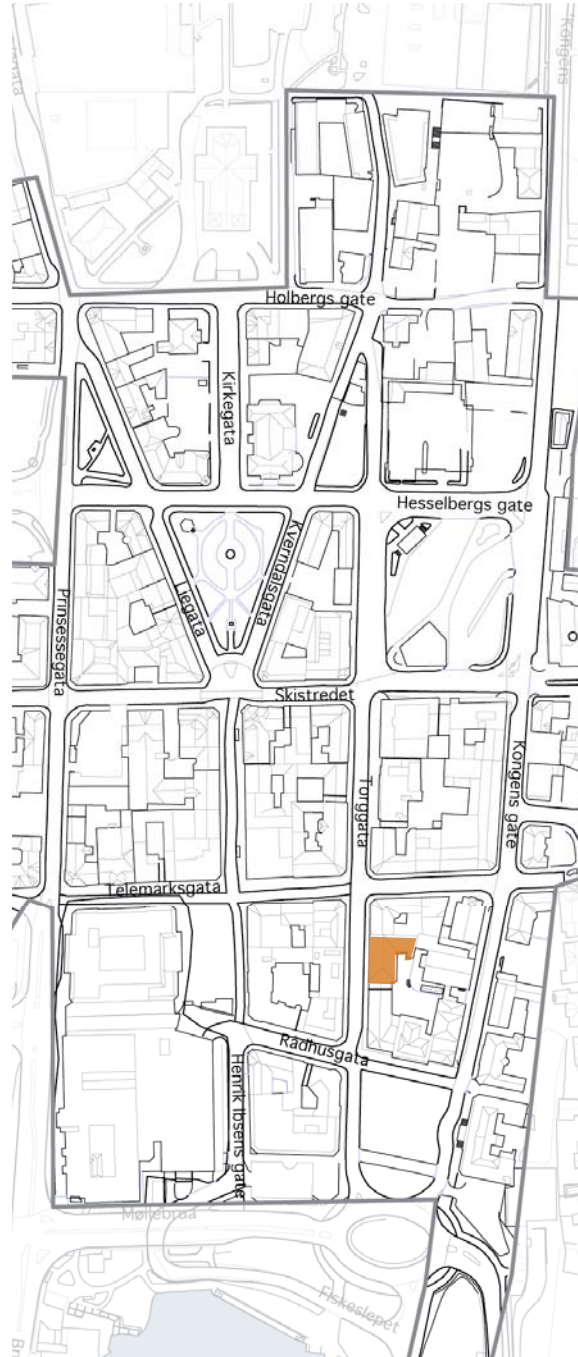 Kongens
Holbergs gate
Kirkegata
Hesselbergs gate
Kverndalsgata
Liegata
Prinsessegata
Skistredet
Torggata
Kongens gate
Telemarksgata
Rådhusgata
Henrik Ibsens gate
Møllebrua
Fiskeslepet